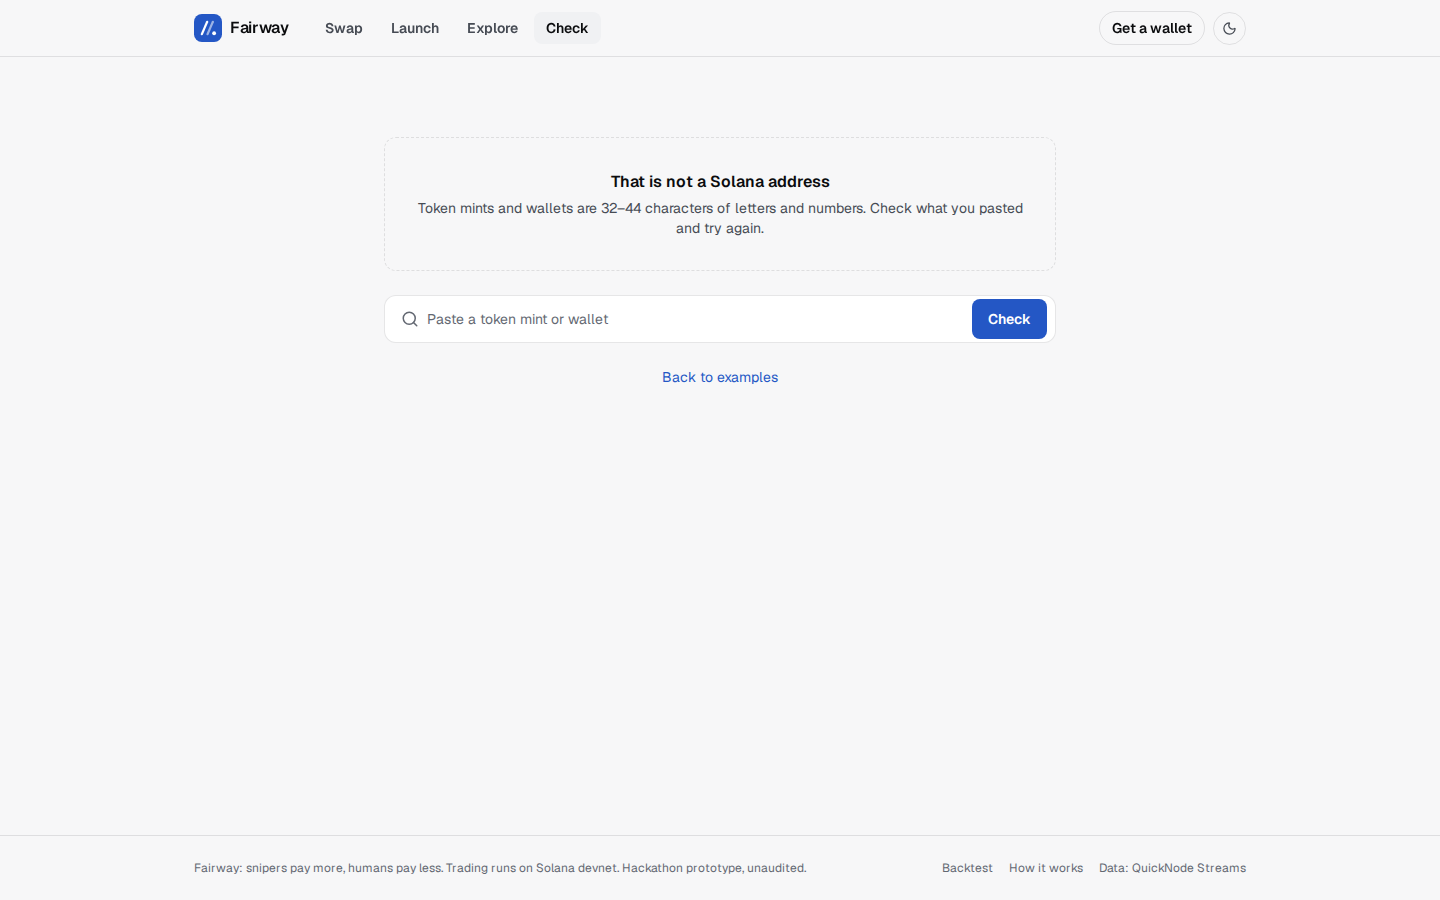 Fairway
Swap
Launch
Explore
Check
Get a wallet
That is not a Solana address
Token mints and wallets are 32–44 characters of letters and numbers. Check what you pasted
and try again.
Paste a token mint or wallet
Check
Back to examples
Fairway: snipers pay more, humans pay less. Trading runs on Solana devnet. Hackathon prototype, unaudited.
Backtest
How it works
Data: QuickNode Streams